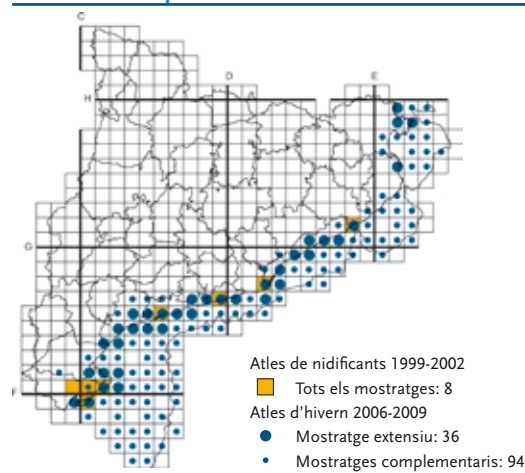 C
D
E
H
G
F
Atles de nidificants 1999-2002
Tots els mostratges: 8
Atles d'hivern 2006-2009
Mostratge extensiu: 36
Mostratges complementaris: 94